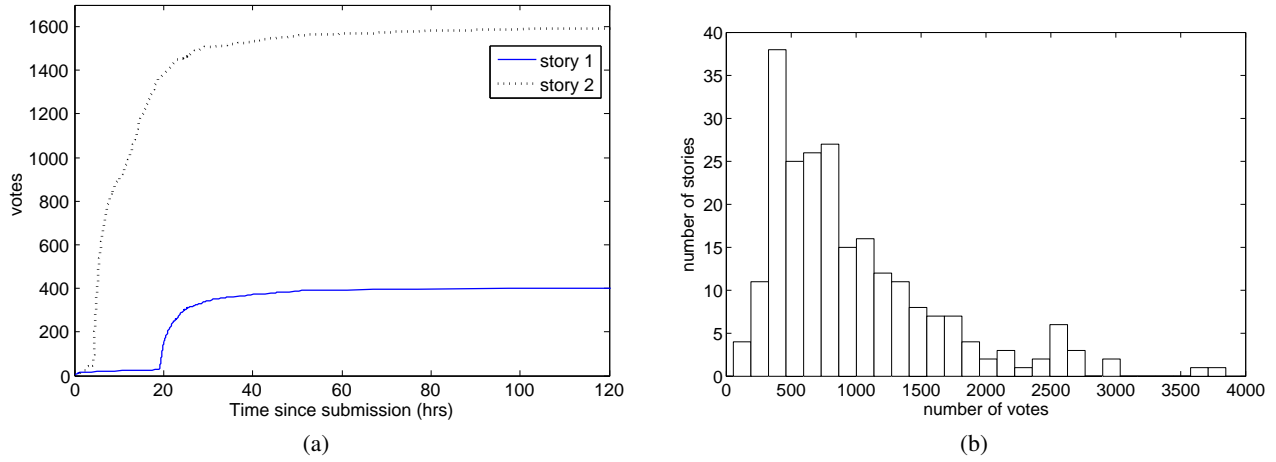 1600
1400
1200
1000
800
600
400
200
0
votes
story 1
story 2
0 20 40 60 80 100 120
Time since submission (hrs)
(a)
40
35
30
25
20
15
10
5
0
number of stories
0 500 1000 1500 2000 2500 3000 3500 4000
number of votes
(b)